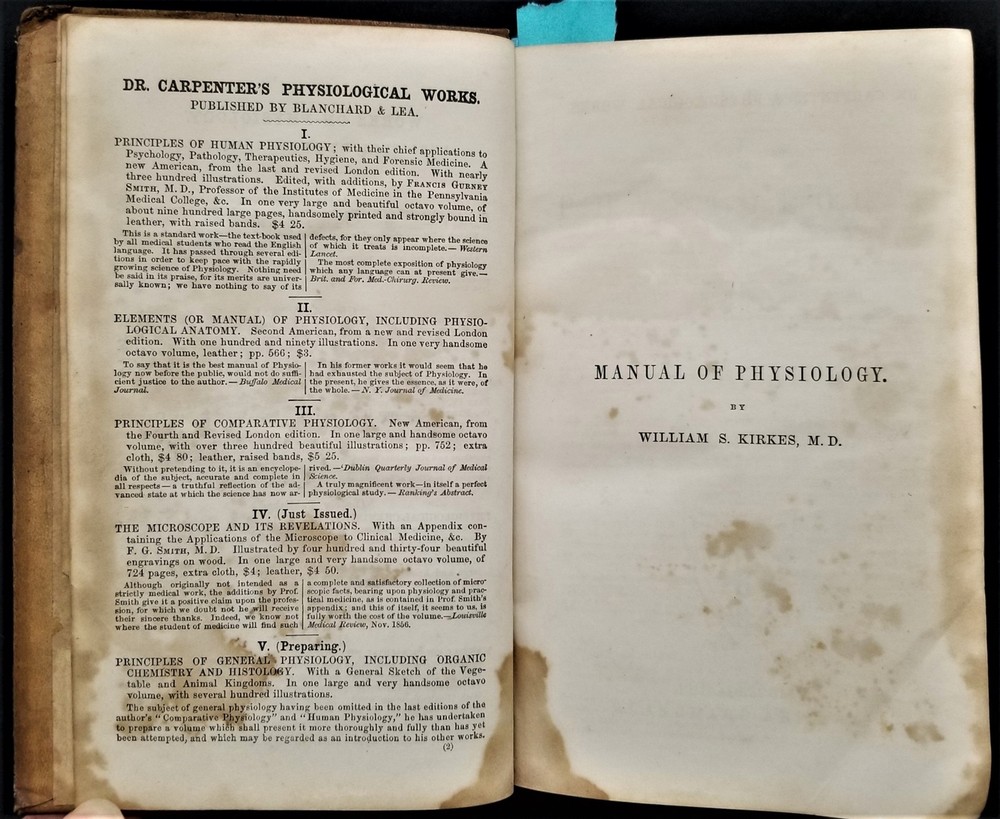 DR. CARPENTER'S PHYSIOLOGICAL WORKS.
PUBLISHED BY BLANCHARD & LEA.
I.
PRINCIPLES OF HUMAN PHYSIOLOGY; with their chief applications to
Psychology, Pathology, Therapeutics, Hygiene, and Forensic Medicine. A
new American, from the last and revised London edition. With nearly
three hundred illustrations. Edited, with additions, by FRANCIS GURNEY
SMITH, M. D., Professor of the Institutes of Medicine in the Pennsylvania
Medical College, &c. In one very large and beautiful octavo volume, of
about nine hundred large pages, handsomely printed and strongly bound in
leather, with raised bands. $4 25.
This is a standard work—the text-book used
by all medical students who read the English
language. It has passed through several edi-
tions in order to keep pace with the rapidly
growing science of Physiology. Nothing need
be said in its praise, for its merits are univer-
sally known; we have nothing to say of its
defects, for they only appear where the science
of which it treats is incomplete.—Western
Lancet.
The most complete exposition of physiology
which any language can at present give.—
Brit. and For. Med.-Chirurg. Review.
II.
ELEMENTS (OR MANUAL) OF PHYSIOLOGY, INCLUDING PHYSIO-
LOGICAL ANATOMY. Second American, from a new and revised London
edition. With one hundred and ninety illustrations. In one very handsome
octavo volume, leather; pp. 566; $3.
To say that it is the best manual of Physio-
logy now before the public, would not do suffi-
cient justice to the author.—Buffalo Medical
Journal.
In his former works it would seem that he
had exhausted the subject of Physiology. In
the present, he gives the essence, as it were, of
the whole.—N. Y. Journal of Medicine.
III.
PRINCIPLES OF COMPARATIVE PHYSIOLOGY. New American, from
the Fourth and Revised London edition. In one large and handsome octavo
volume, with over three hundred beautiful illustrations; pp. 752; extra
cloth, $4 80; leather, raised bands, $5 25.
Without pretending to it, it is an encyclope-
dia of the subject, accurate and complete in
all respects—a truthful reflection of the ad-
vanced state at which the science has now ar-
rived.—Dublin Quarterly Journal of Medical
Science.
A truly magnificent work—in itself a perfect
physiological study.—Ranking's Abstract.
IV. (Just Issued.)
THE MICROSCOPE AND ITS REVELATIONS. With an Appendix con-
taining the Applications of the Microscope to Clinical Medicine, &c. By
F. G. SMITH, M. D. Illustrated by four hundred and thirty-four beautiful
engravings on wood. In one large and very handsome octavo volume, of
724 pages, extra cloth, $4; leather, $4 50.
Although originally not intended as a
strictly medical work, the additions by Prof.
Smith give it a positive claim upon the profes-
sion, for which we doubt not he will receive
their sincere thanks. Indeed, we know not
where the student of medicine will find such
a complete and satisfactory collection of micro-
scopic facts, bearing upon physiology and prac-
tical medicine, as is contained in Prof. Smith's
appendix; and this of itself, it seems to us, is
fully worth the cost of the volume.—Louisville
Medical Review, Nov. 1856.
V. (Preparing.)
PRINCIPLES OF GENERAL PHYSIOLOGY, INCLUDING ORGANIC
CHEMISTRY AND HISTOLOGY. With a General Sketch of the Vege-
table and Animal Kingdoms. In one large and very handsome octavo
volume, with several hundred illustrations.
The subject of general physiology having been omitted in the last editions of the
author's "Comparative Physiology" and "Human Physiology," he has undertaken
to prepare a volume which shall present it more thoroughly and fully than has yet
been attempted, and which may be regarded as an introduction to his other works.
(2)
MANUAL OF PHYSIOLOGY.
BY
WILLIAM S. KIRKES, M. D.